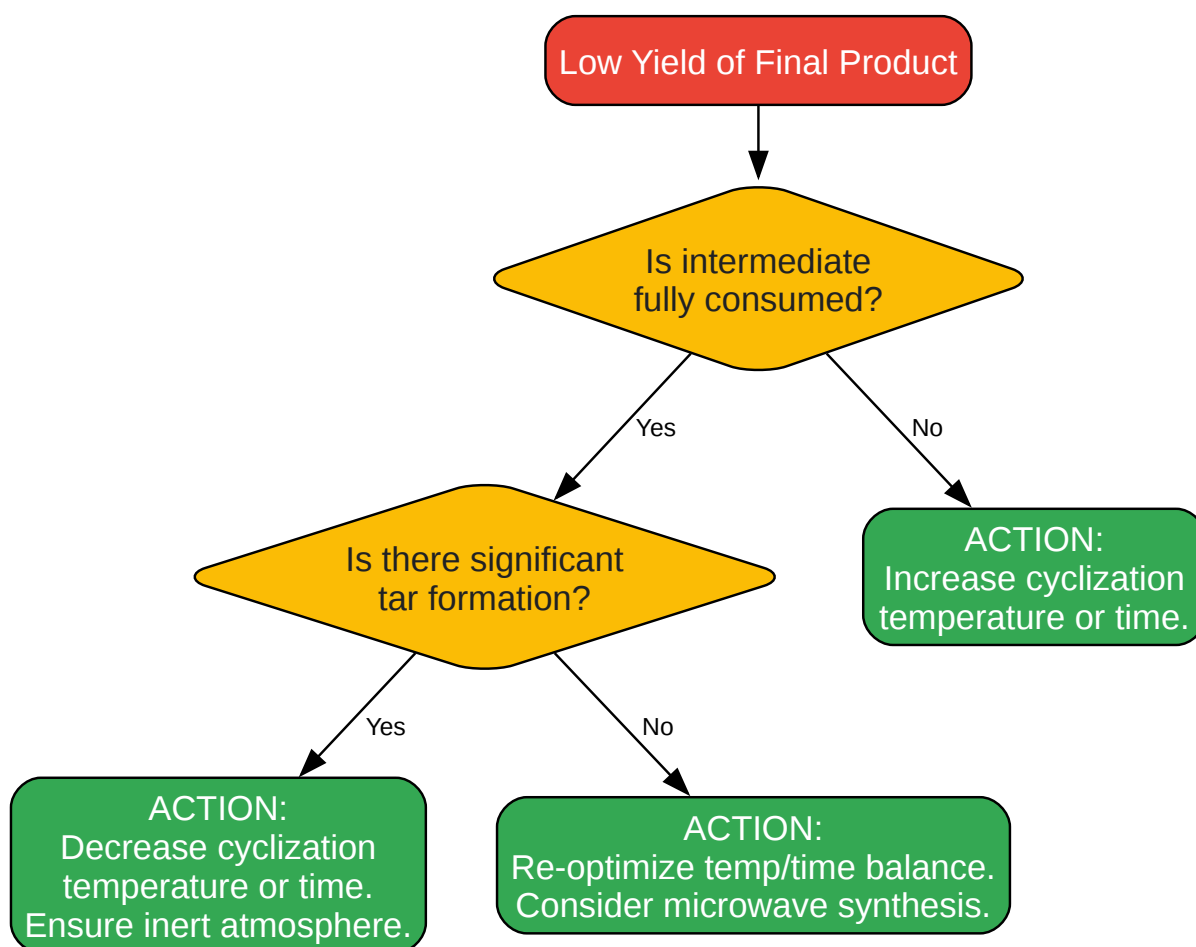 Low Yield of Final Product
Is intermediate
fully consumed?
Yes
No
Is there significant
tar formation?
ACTION:
Increase cyclization
temperature or time.
Yes
No
ACTION:
Decrease cyclization
temperature or time.
Ensure inert atmosphere.
ACTION:
Re-optimize temp/time balance.
Consider microwave synthesis.